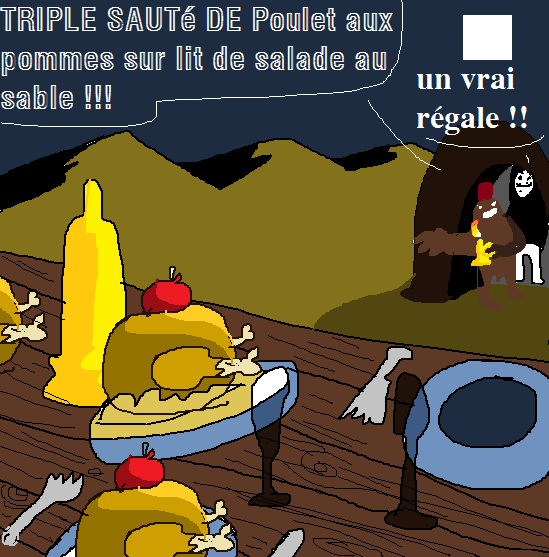 TRIPLE SAUTé DE Poulet aux
pommes sur lit de salade au
sable !!!
un vrai
régale !!